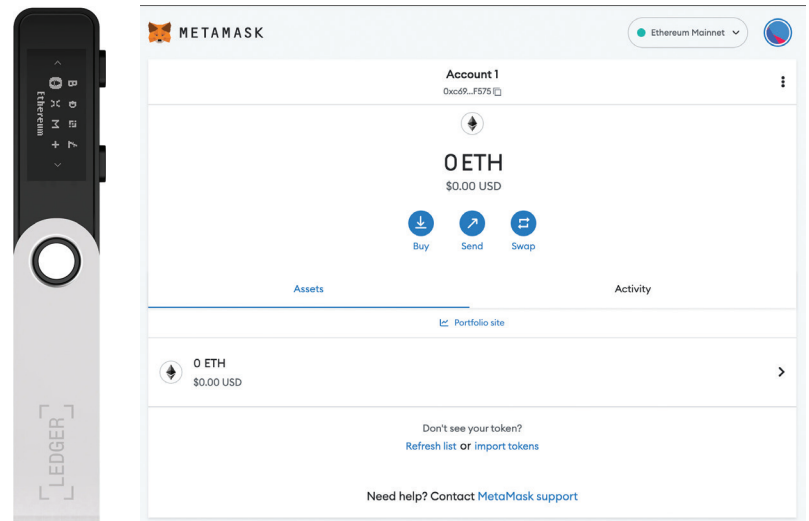 Ethereum
LEDGER
METAMASK
Ethereum Mainnet
Account 1
0xc69...F575
0 ETH
$0.00 USD
Buy
Send
Swap
Assets
Activity
Portfolio site
0 ETH
$0.00 USD
Don't see your token?
Refresh list or import tokens
Need help? Contact MetaMask support